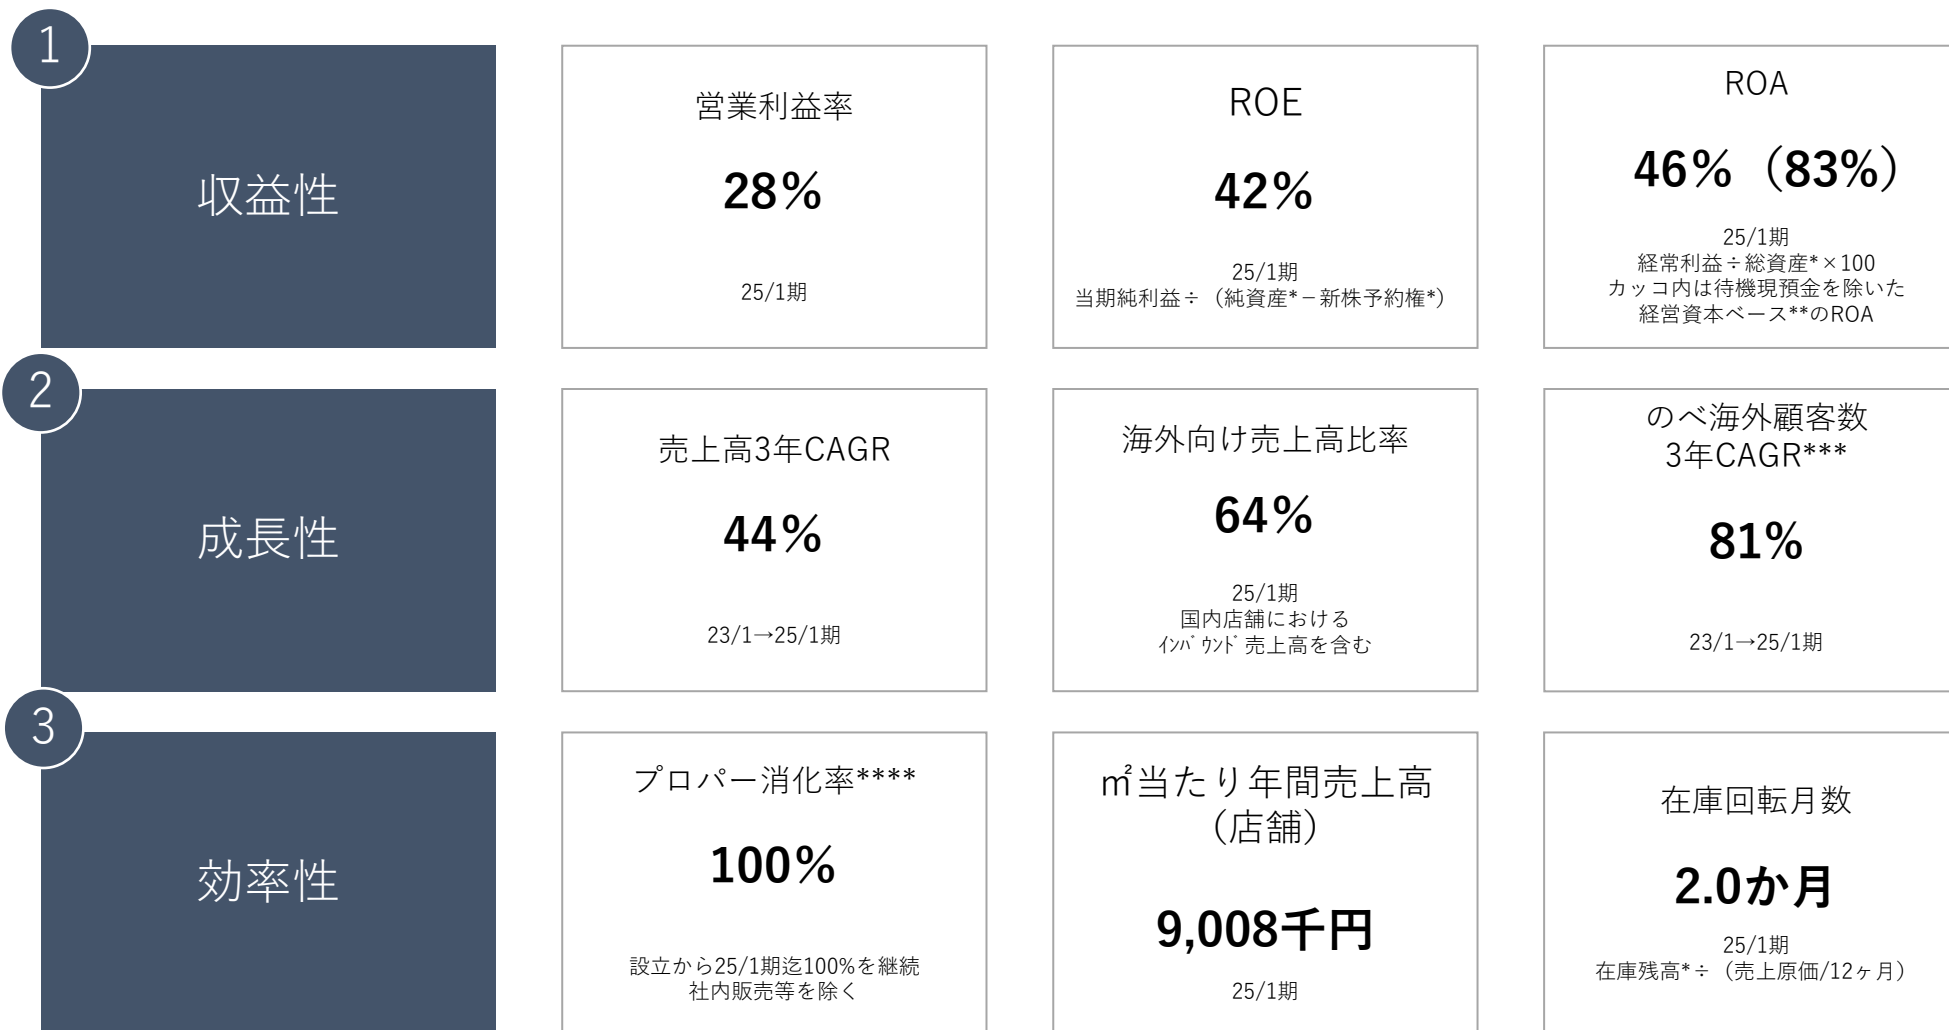 1
収益性
営業利益率
28%
25/1期
ROE
42%
25/1期
当期純利益÷（純資産*－新株予約権*）
ROA
46%（83%）
25/1期
経常利益÷総資産*×100
カッコ内は待機現預金を除いた
経営資本ベース**のROA
2
成長性
売上高3年CAGR
44%
23/1→25/1期
海外向け売上高比率
64%
25/1期
国内店舗における
ｲﾝﾊﾞｳﾝﾄﾞ売上高を含む
のべ海外顧客数
3年CAGR***
81%
23/1→25/1期
3
効率性
プロパー消化率****
100%
設立から25/1期迄100%を継続
社内販売等を除く
㎡当たり年間売上高
（店舗）
9,008千円
25/1期
在庫回転月数
2.0か月
25/1期
在庫残高*÷（売上原価/12ヶ月）